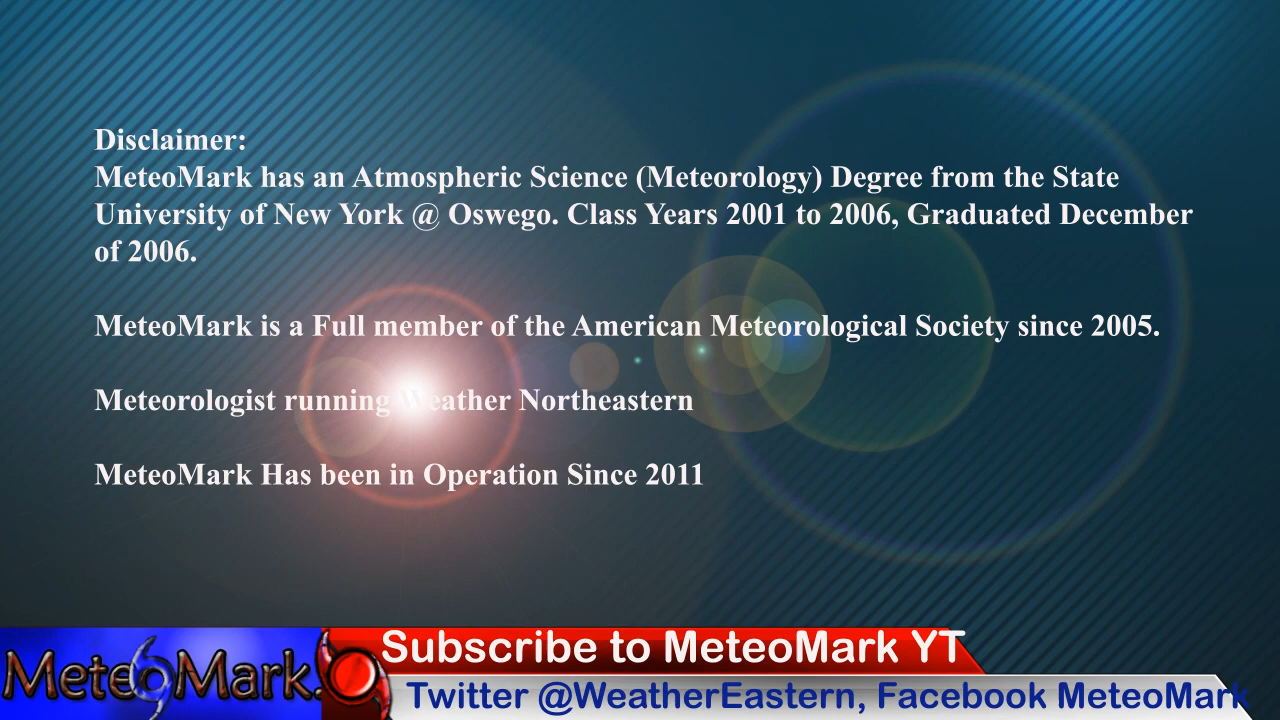 Disclaimer:
MeteoMark has an Atmospheric Science (Meteorology) Degree from the State
University of New York @ Oswego. Class Years 2001 to 2006, Graduated December
of 2006.
MeteoMark is a Full member of the American Meteorological Society since 2005.
Meteorologist running Weather Northeastern
MeteoMark Has been in Operation Since 2011
Subscribe to MeteoMark YT
MeteoMark.
Twitter @WeatherEastern, Facebook MeteoMark